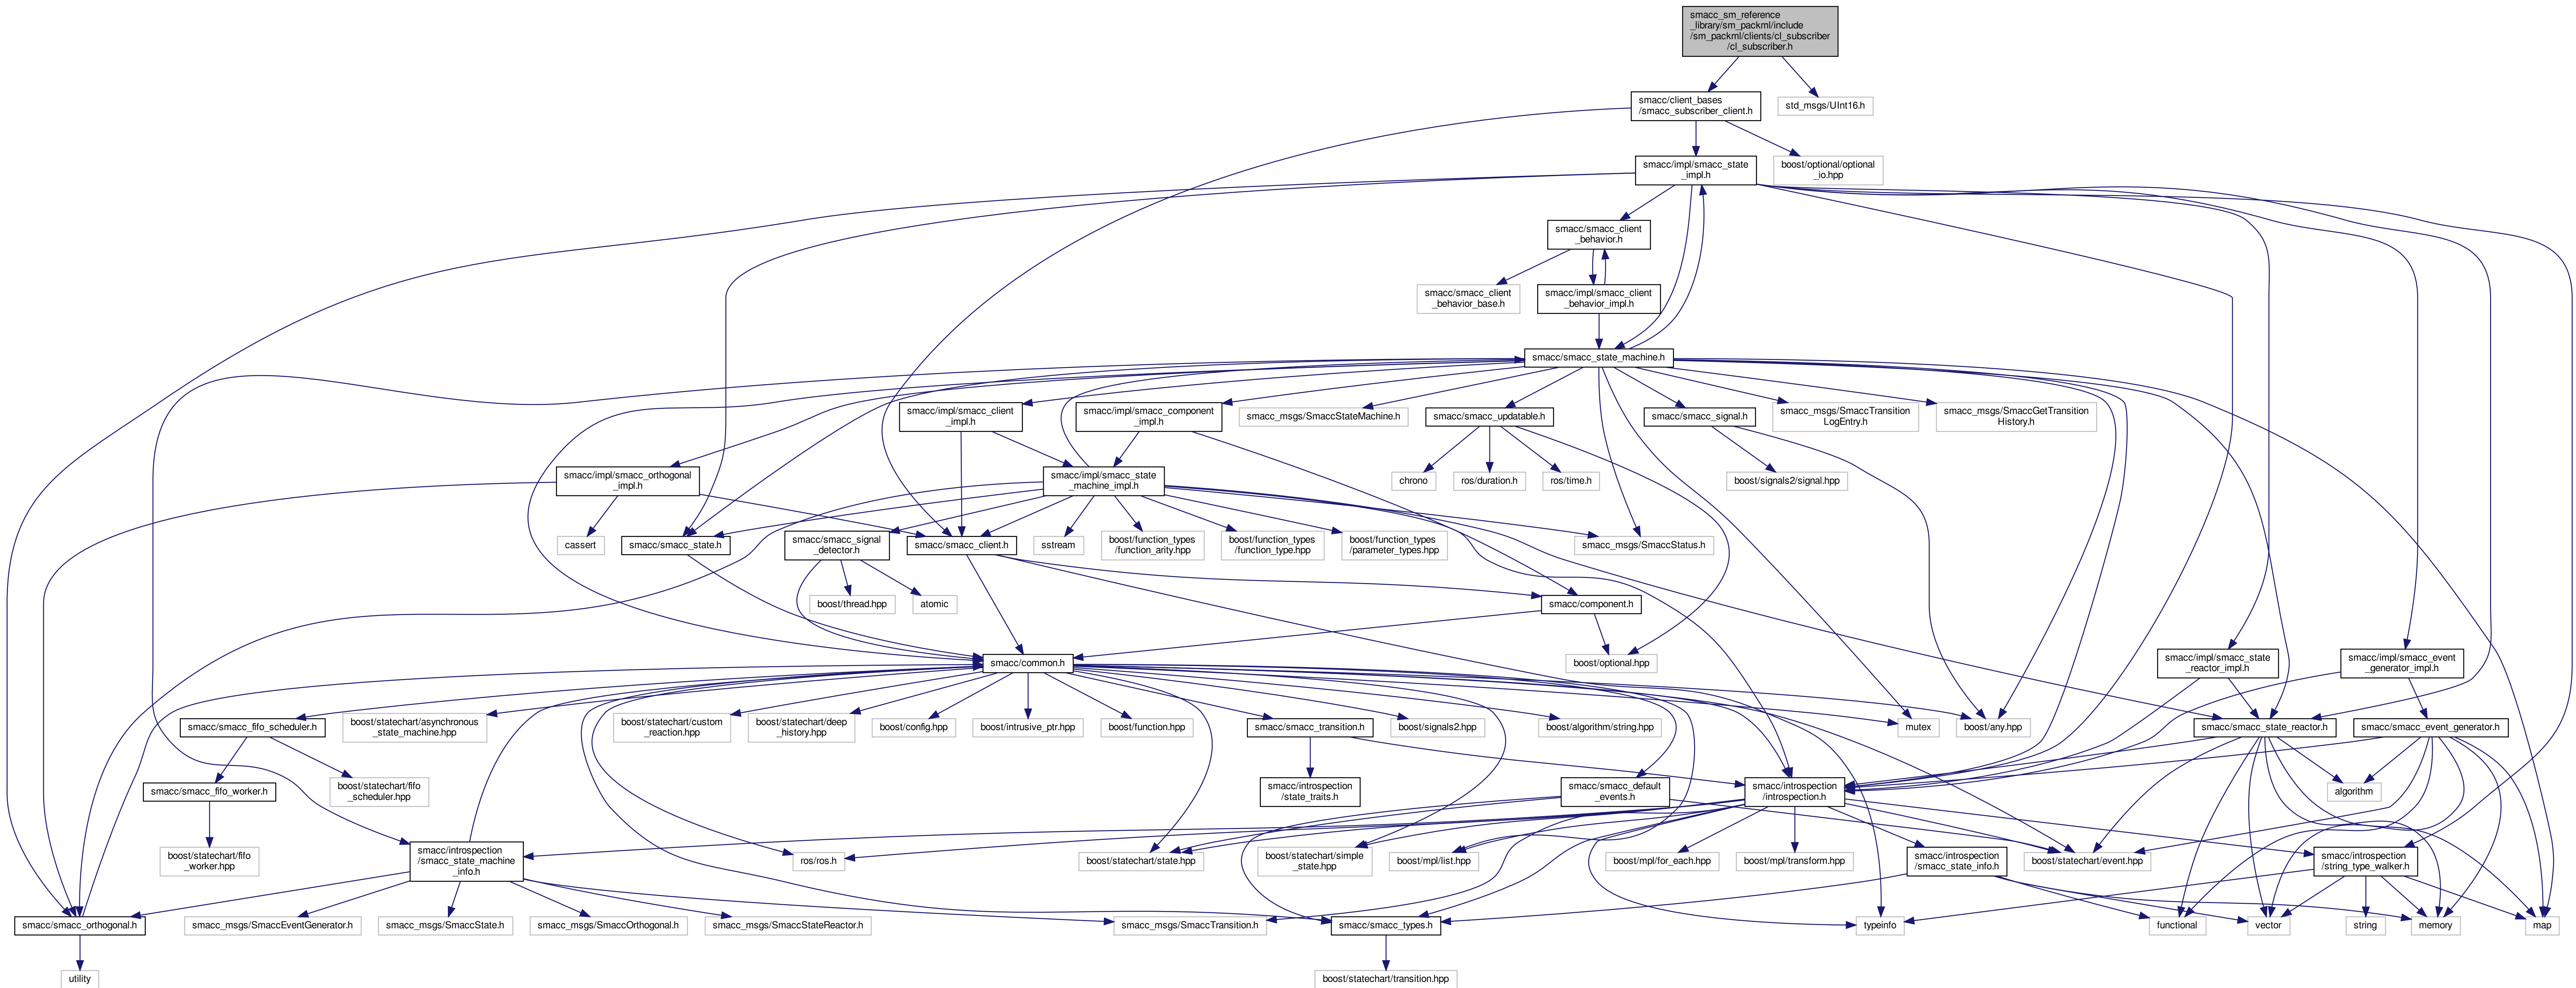 smacc_sm_reference
_library/sm_packml/include
/sm_packml/clients/cl_subscriber
/cl_subscriber.h
smacc/client_bases
/smacc_subscriber_client.h
std_msgs/UInt16.h
smacc/impl/smacc_state
_impl.h
boost/optional/optional
_io.hpp
smacc/smacc_client
_behavior.h
smacc/smacc_client
_behavior_base.h
smacc/impl/smacc_client
_behavior_impl.h
smacc/smacc_state_machine.h
smacc/impl/smacc_client
_impl.h
smacc/impl/smacc_component
_impl.h
smacc_msgs/SmaccStateMachine.h
smacc/smacc_updatable.h
smacc/smacc_signal.h
smacc_msgs/SmaccTransition
LogEntry.h
smacc_msgs/SmaccGetTransition
History.h
smacc/impl/smacc_orthogonal
_impl.h
smacc/impl/smacc_state
_machine_impl.h
chrono
ros/duration.h
ros/time.h
boost/signals2/signal.hpp
cassert
smacc/smacc_state.h
smacc/smacc_signal
_detector.h
smacc/smacc_client.h
sstream
boost/function_types
/function_arity.hpp
boost/function_types
/function_type.hpp
boost/function_types
/parameter_types.hpp
smacc_msgs/SmaccStatus.h
boost/thread.hpp
atomic
smacc/component.h
smacc/common.h
boost/optional.hpp
smacc/impl/smacc_state
_reactor_impl.h
smacc/impl/smacc_event
_generator_impl.h
smacc/smacc_fifo_scheduler.h
boost/statechart/asynchronous
_state_machine.hpp
boost/statechart/custom
_reaction.hpp
boost/statechart/deep
_history.hpp
boost/config.hpp
boost/intrusive_ptr.hpp
boost/function.hpp
smacc/smacc_transition.h
boost/signals2.hpp
boost/algorithm/string.hpp
mutex
boost/any.hpp
smacc/smacc_state_reactor.h
smacc/smacc_event_generator.h
smacc/smacc_fifo_worker.h
boost/statechart/fifo
_scheduler.hpp
smacc/introspection
/state_traits.h
smacc/smacc_default
_events.h
smacc/introspection
/introspection.h
algorithm
boost/statechart/fifo
_worker.hpp
smacc/introspection
/smacc_state_machine
_info.h
ros/ros.h
boost/statechart/state.hpp
boost/statechart/simple
_state.hpp
boost/mpl/list.hpp
boost/mpl/for_each.hpp
boost/mpl/transform.hpp
smacc/introspection
/smacc_state_info.h
boost/statechart/event.hpp
smacc/introspection
/string_type_walker.h
smacc/smacc_orthogonal.h
smacc_msgs/SmaccEventGenerator.h
smacc_msgs/SmaccState.h
smacc_msgs/SmaccOrthogonal.h
smacc_msgs/SmaccStateReactor.h
smacc_msgs/SmaccTransition.h
smacc/smacc_types.h
typeinfo
functional
vector
string
memory
map
utility
boost/statechart/transition.hpp